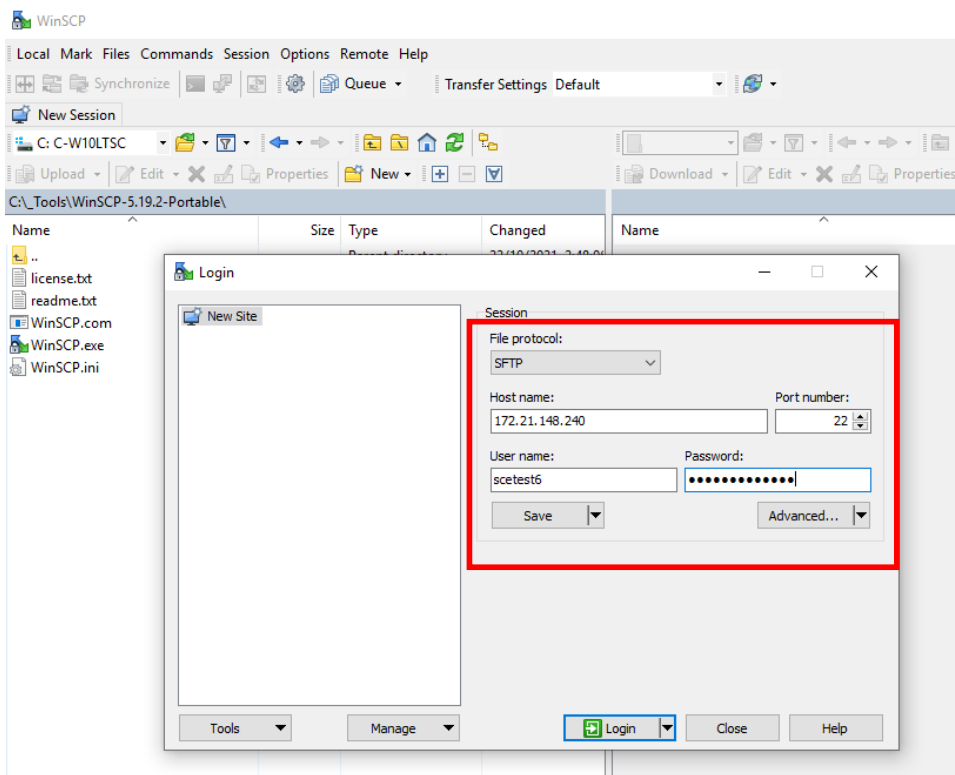 WinSCP
Local Mark Files Commands Session Options Remote Help
Synchronize Queue Transfer Settings Default
New Session
C: C-W10LTSC
Upload Edit Properties New Download Edit Properties
C:\_Tools\WinSCP-5.19.2-Portable\
Name Size Type Changed Name
..
license.txt
readme.txt
WinSCP.com
WinSCP.exe
WinSCP.ini
Login
New Site
Session
File protocol:
SFTP
Host name: Port number:
172.21.148.240 22
User name: Password:
scetest6 •••••••••••••
Save Advanced...
Tools Manage Login Close Help